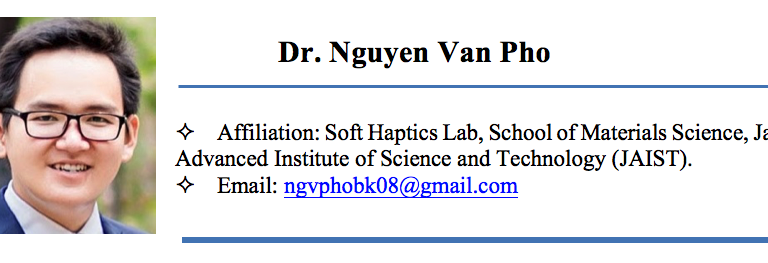 Dr. Nguyen Van Pho
✧ Affiliation: Soft Haptics Lab, School of Materials Science, Ja
Advanced Institute of Science and Technology (JAIST).
✧ Email: ngvphobk08@gmail.com